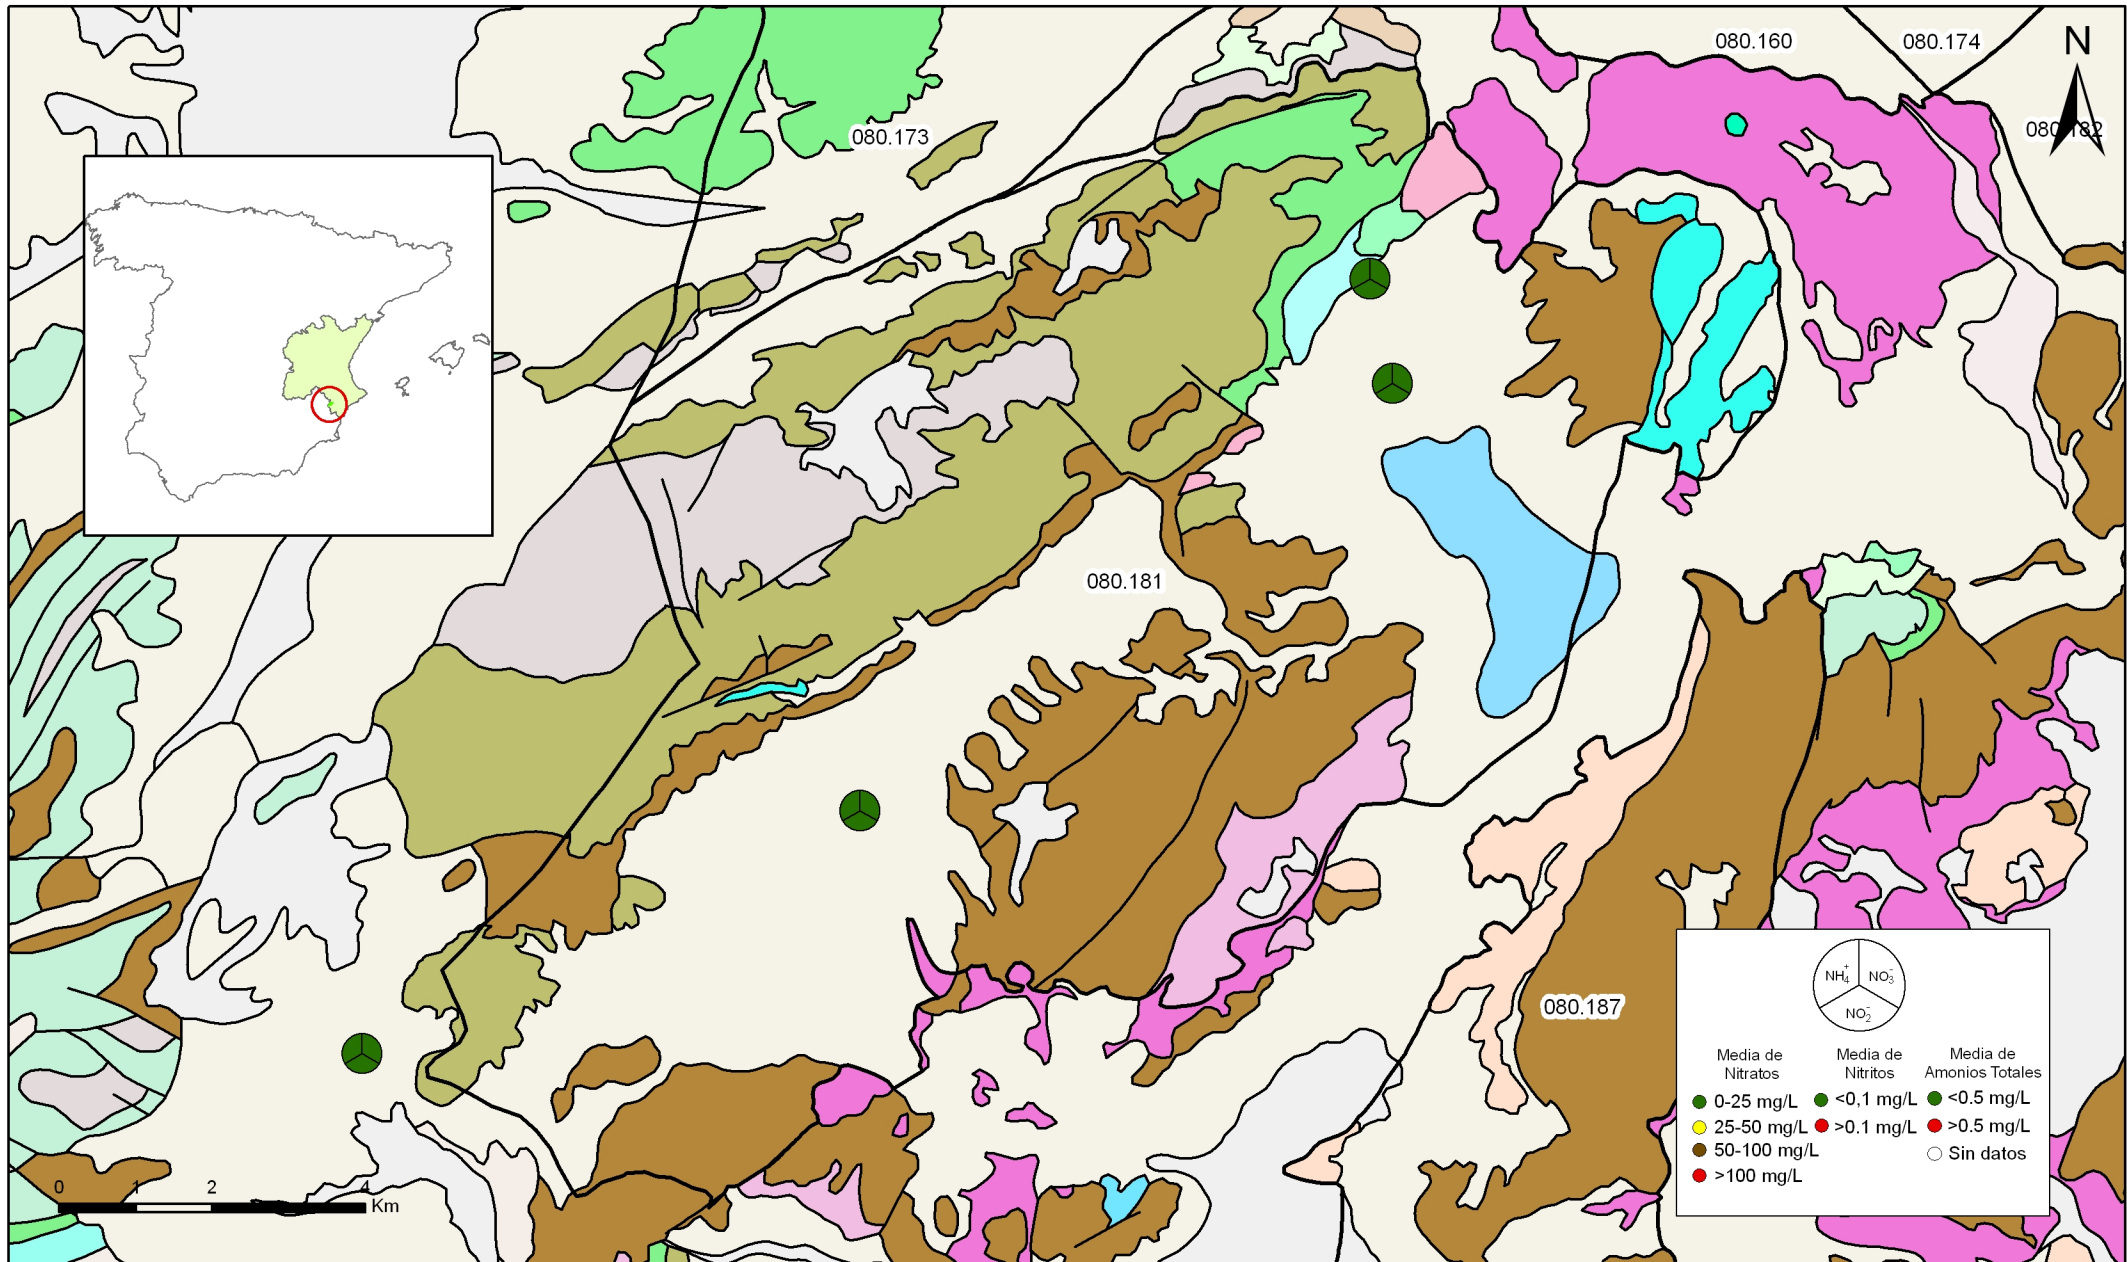 080.160
080.174
N
080.182
080.173
080.181
080.187
NH4+
NO3-
NO2-
Media de
Nitratos
Media de
Nitritos
Media de
Amonios Totales
0-25 mg/L
<0,1 mg/L
<0.5 mg/L
25-50 mg/L
>0.1 mg/L
>0.5 mg/L
50-100 mg/L
Sin datos
>100 mg/L
0 1 2 4
Km